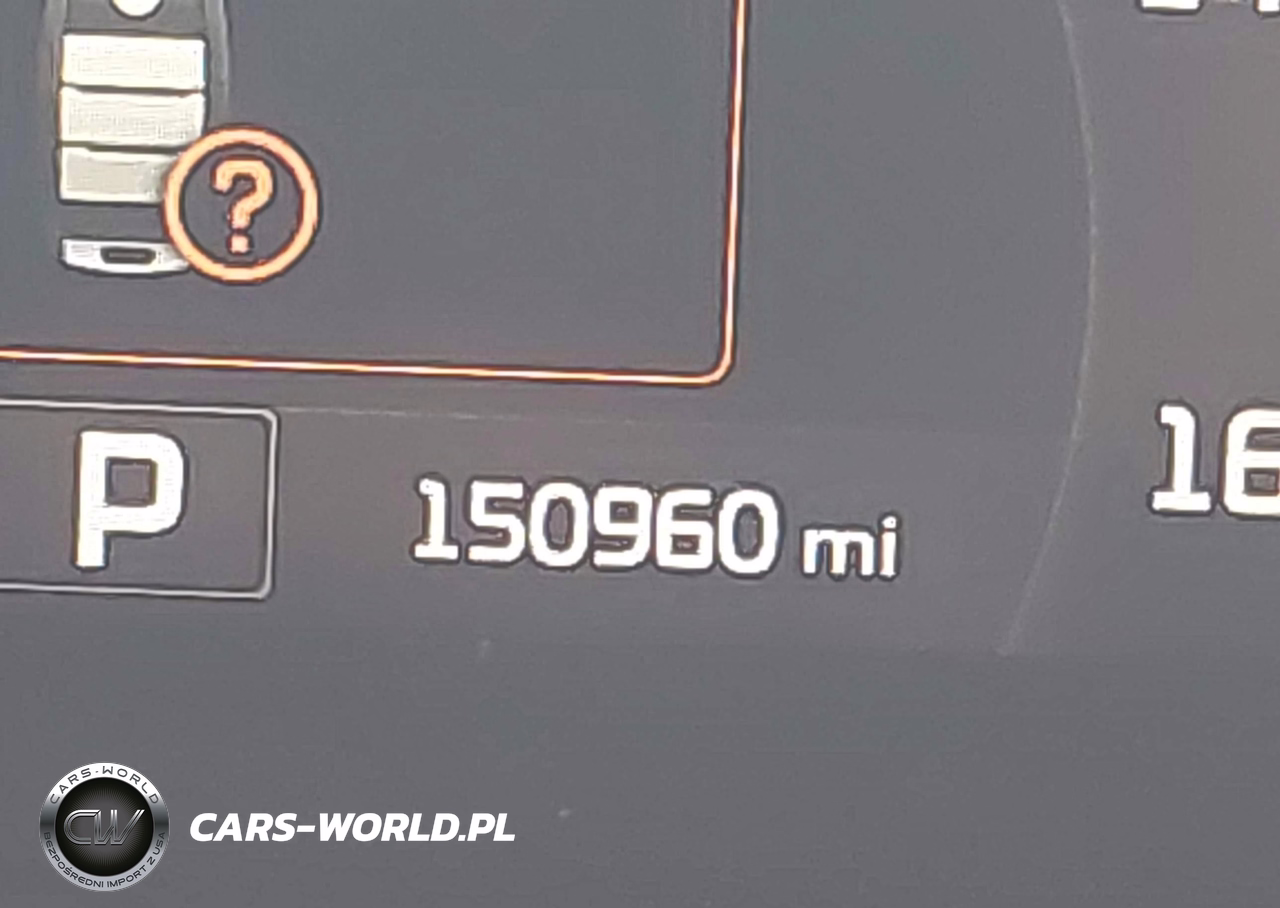 ?
P
150960 mi
16
CARS-WORLD
CW
BEZPOŚREDNI IMPORT Z USA
CARS-WORLD.PL